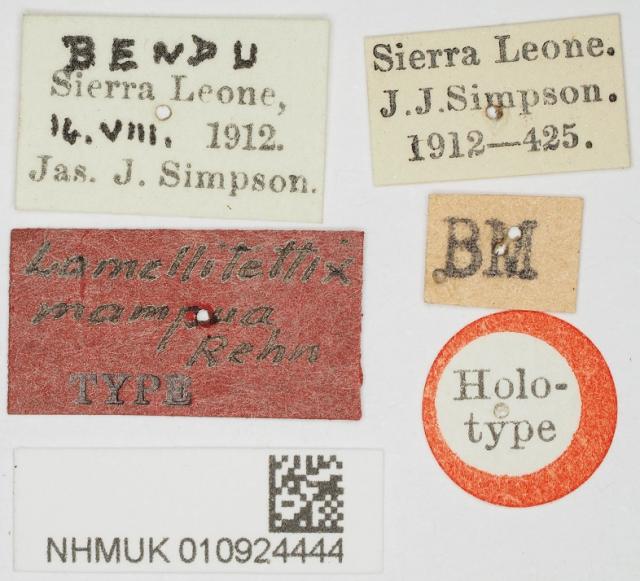 BENDU
Sierra Leone,
14.VIII. 1912.
Jas. J. Simpson.
Sierra Leone.
J.J.Simpson.
1912—425.
BM
Lamellitettix
mampua
Rehn
TYPE
Holo-
type
NHMUK 010924444